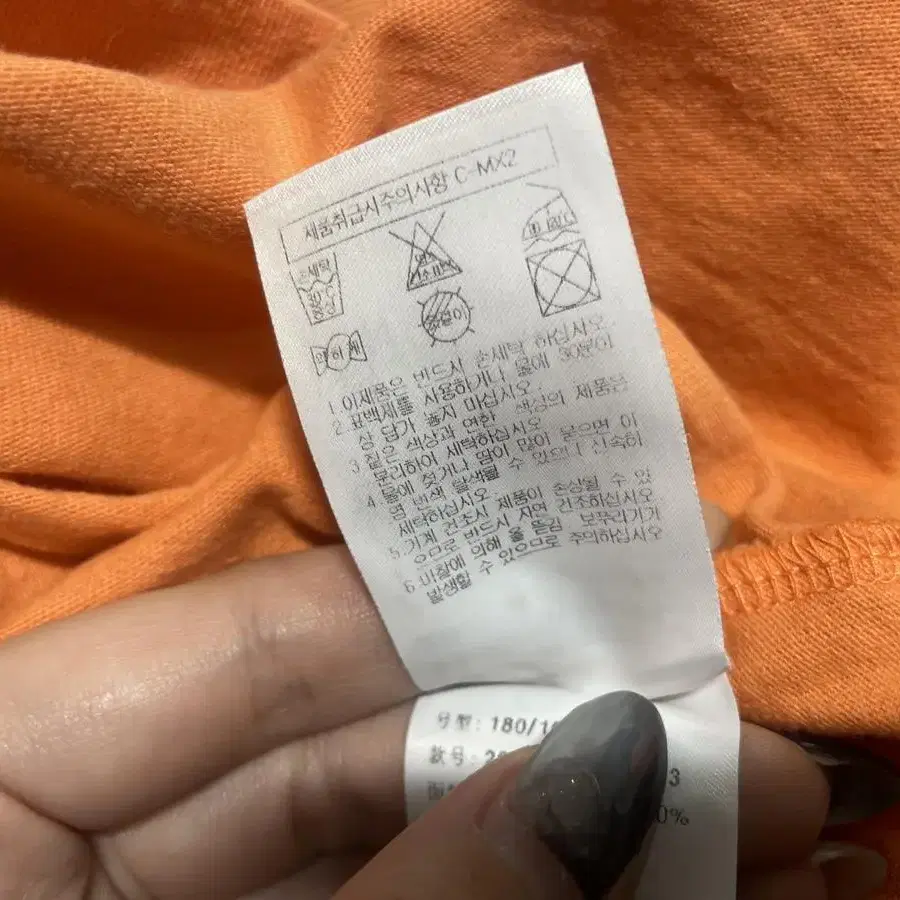 제품취급시주의사항 C-MX2
손세탁
약하게
1.이제품은 반드시 손세탁 하십시오.
2.표백제를 사용하거나 물에 30분이
상 담가 놓지 마십시오.
3.짙은 색상과 연한 색상의 제품은
분리하여 세탁하십시오
4.물에 젖거나 땀이 많이 묻으면 이
염 변색 탈색될 수 있으니 신속히
세탁하십시오
5.기계 건조시 제품이 손상될 수 있
으므로 반드시 자연 건조하십시오
6.마찰에 의해 올 뜯김 보푸라기가
발생할 수 있으므로 주의하십시오
号型: 180/1
款号: 2
3
0%